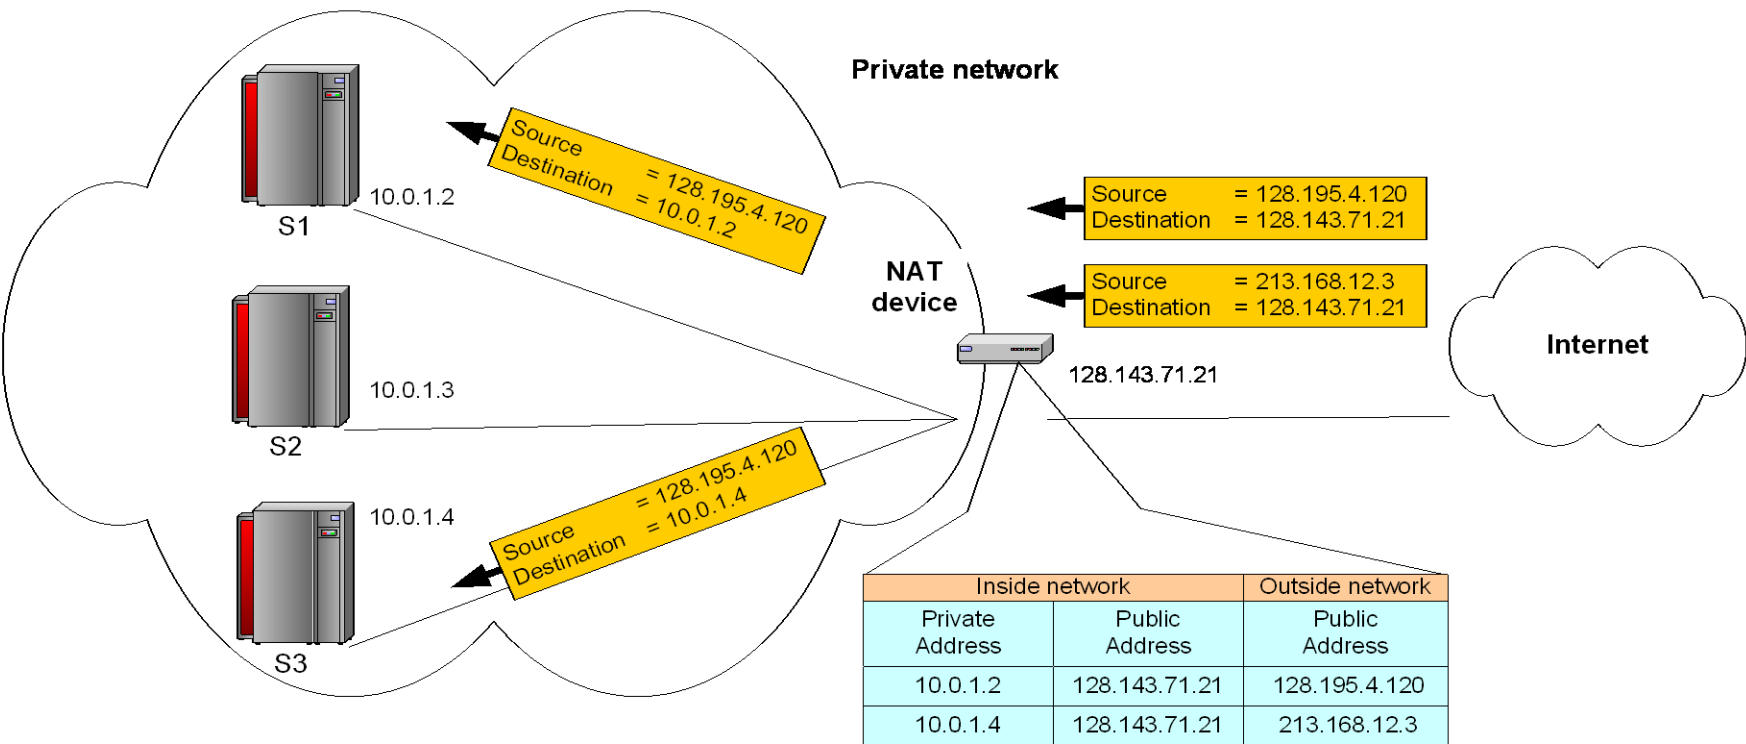 Private network
Source = 128.195.4.120
Destination = 10.0.1.2
10.0.1.2
S1
Source = 128.195.4.120
Destination = 128.143.71.21
NAT
device
Source = 213.168.12.3
Destination = 128.143.71.21
Internet
128.143.71.21
10.0.1.3
S2
Source = 128.195.4.120
Destination = 10.0.1.4
10.0.1.4
S3
Inside network Outside network
Private Address Public Address Public Address
10.0.1.2 128.143.71.21 128.195.4.120
10.0.1.4 128.143.71.21 213.168.12.3